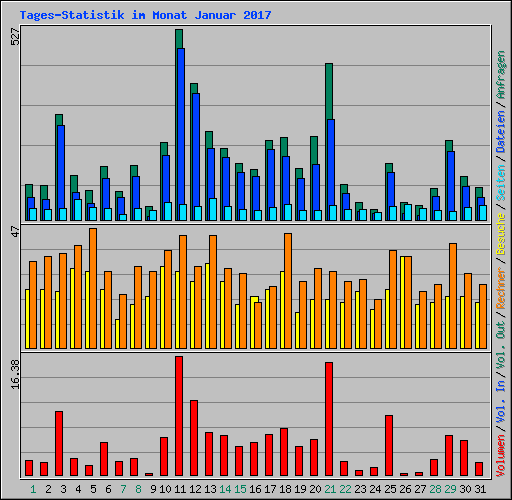 Tages-Statistik im Monat Januar 2017
527
47
16.38
Volumen / Vol. In / Vol. Out / Rechner / Besuche / Seiten / Dateien / Anfragen
1 2 3 4 5 6 7 8 9 10 11 12 13 14 15 16 17 18 19 20 21 22 23 24 25 26 27 28 29 30 31